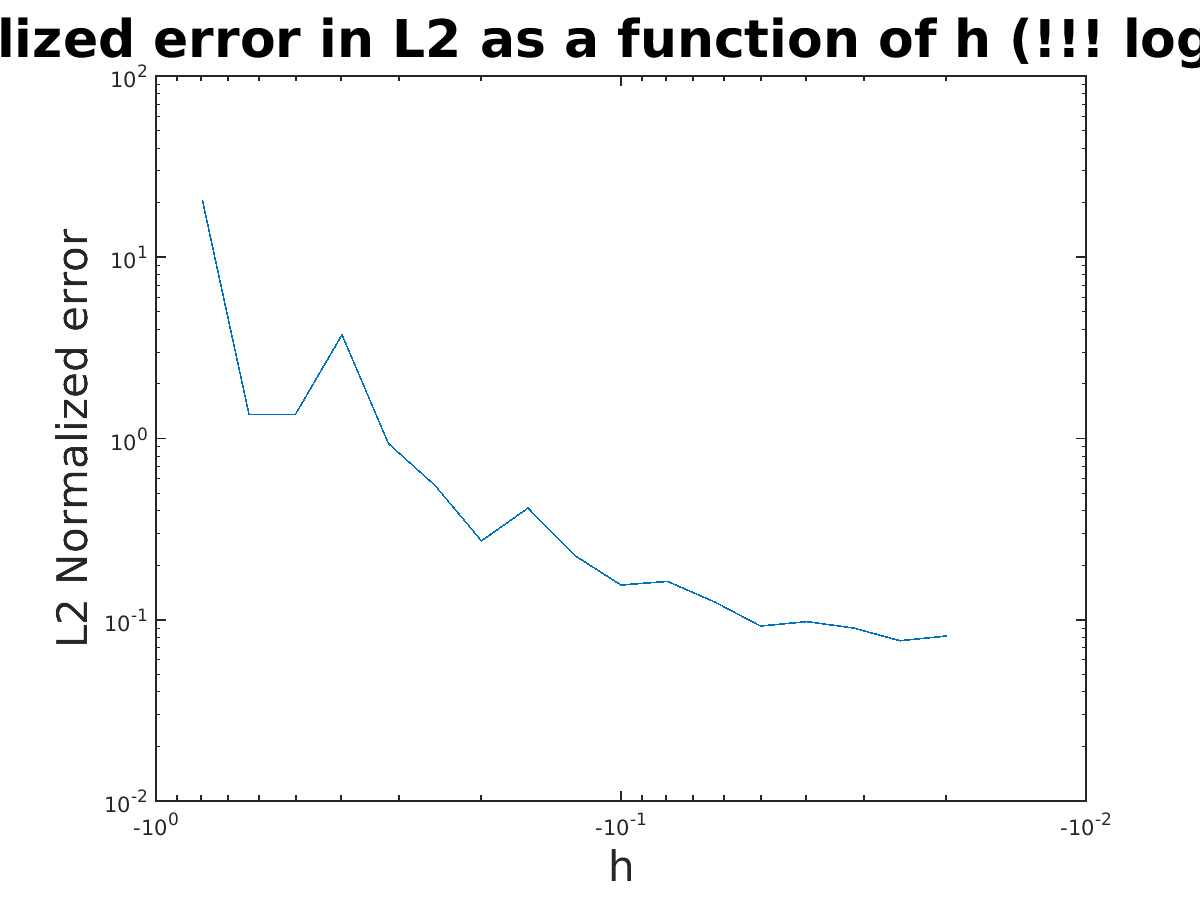 lized error in L2 as a function of h (!!! log
10^2
10^1
10^0
10^-1
10^-2
L2 Normalized error
-10^0 -10^-1 -10^-2
h